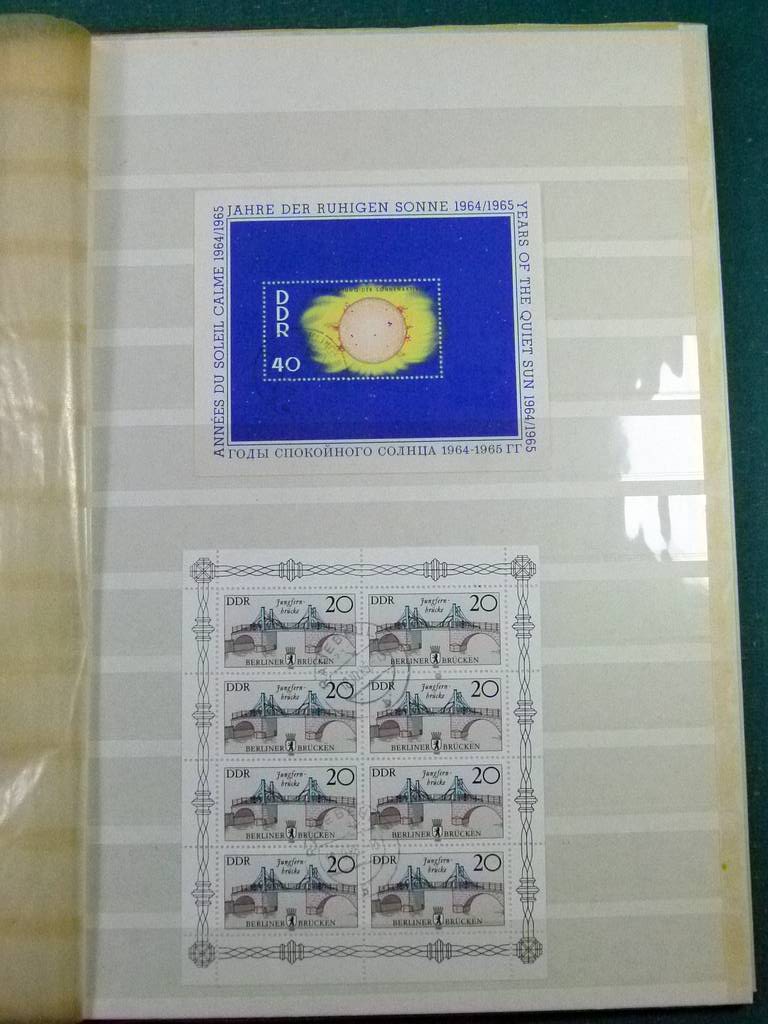 JAHRE DER RUHIGEN SONNE 1964/1965
ANNÉES DU SOLEIL CALME 1964/1965
YEARS OF THE QUIET SUN 1964/1965
DDR
40
ГОДЫ СПОКОЙНОГО СОЛНЦА 1964-1965 ГГ
DDR Jungfern- 20
brücke
BERLINER BRÜCKEN
DDR Jungfern- 20
brücke
BERLINER BRÜCKEN
DDR Jungfern- 20
brücke
BERLINER BRÜCKEN
DDR Jungfern- 20
brücke
BERLINER BRÜCKEN
DDR Jungfern- 20
brücke
BERLINER BRÜCKEN
DDR Jungfern- 20
brücke
BERLINER BRÜCKEN
DDR Jungfern- 20
brücke
BERLINER BRÜCKEN
DDR Jungfern- 20
brücke
BERLINER BRÜCKEN